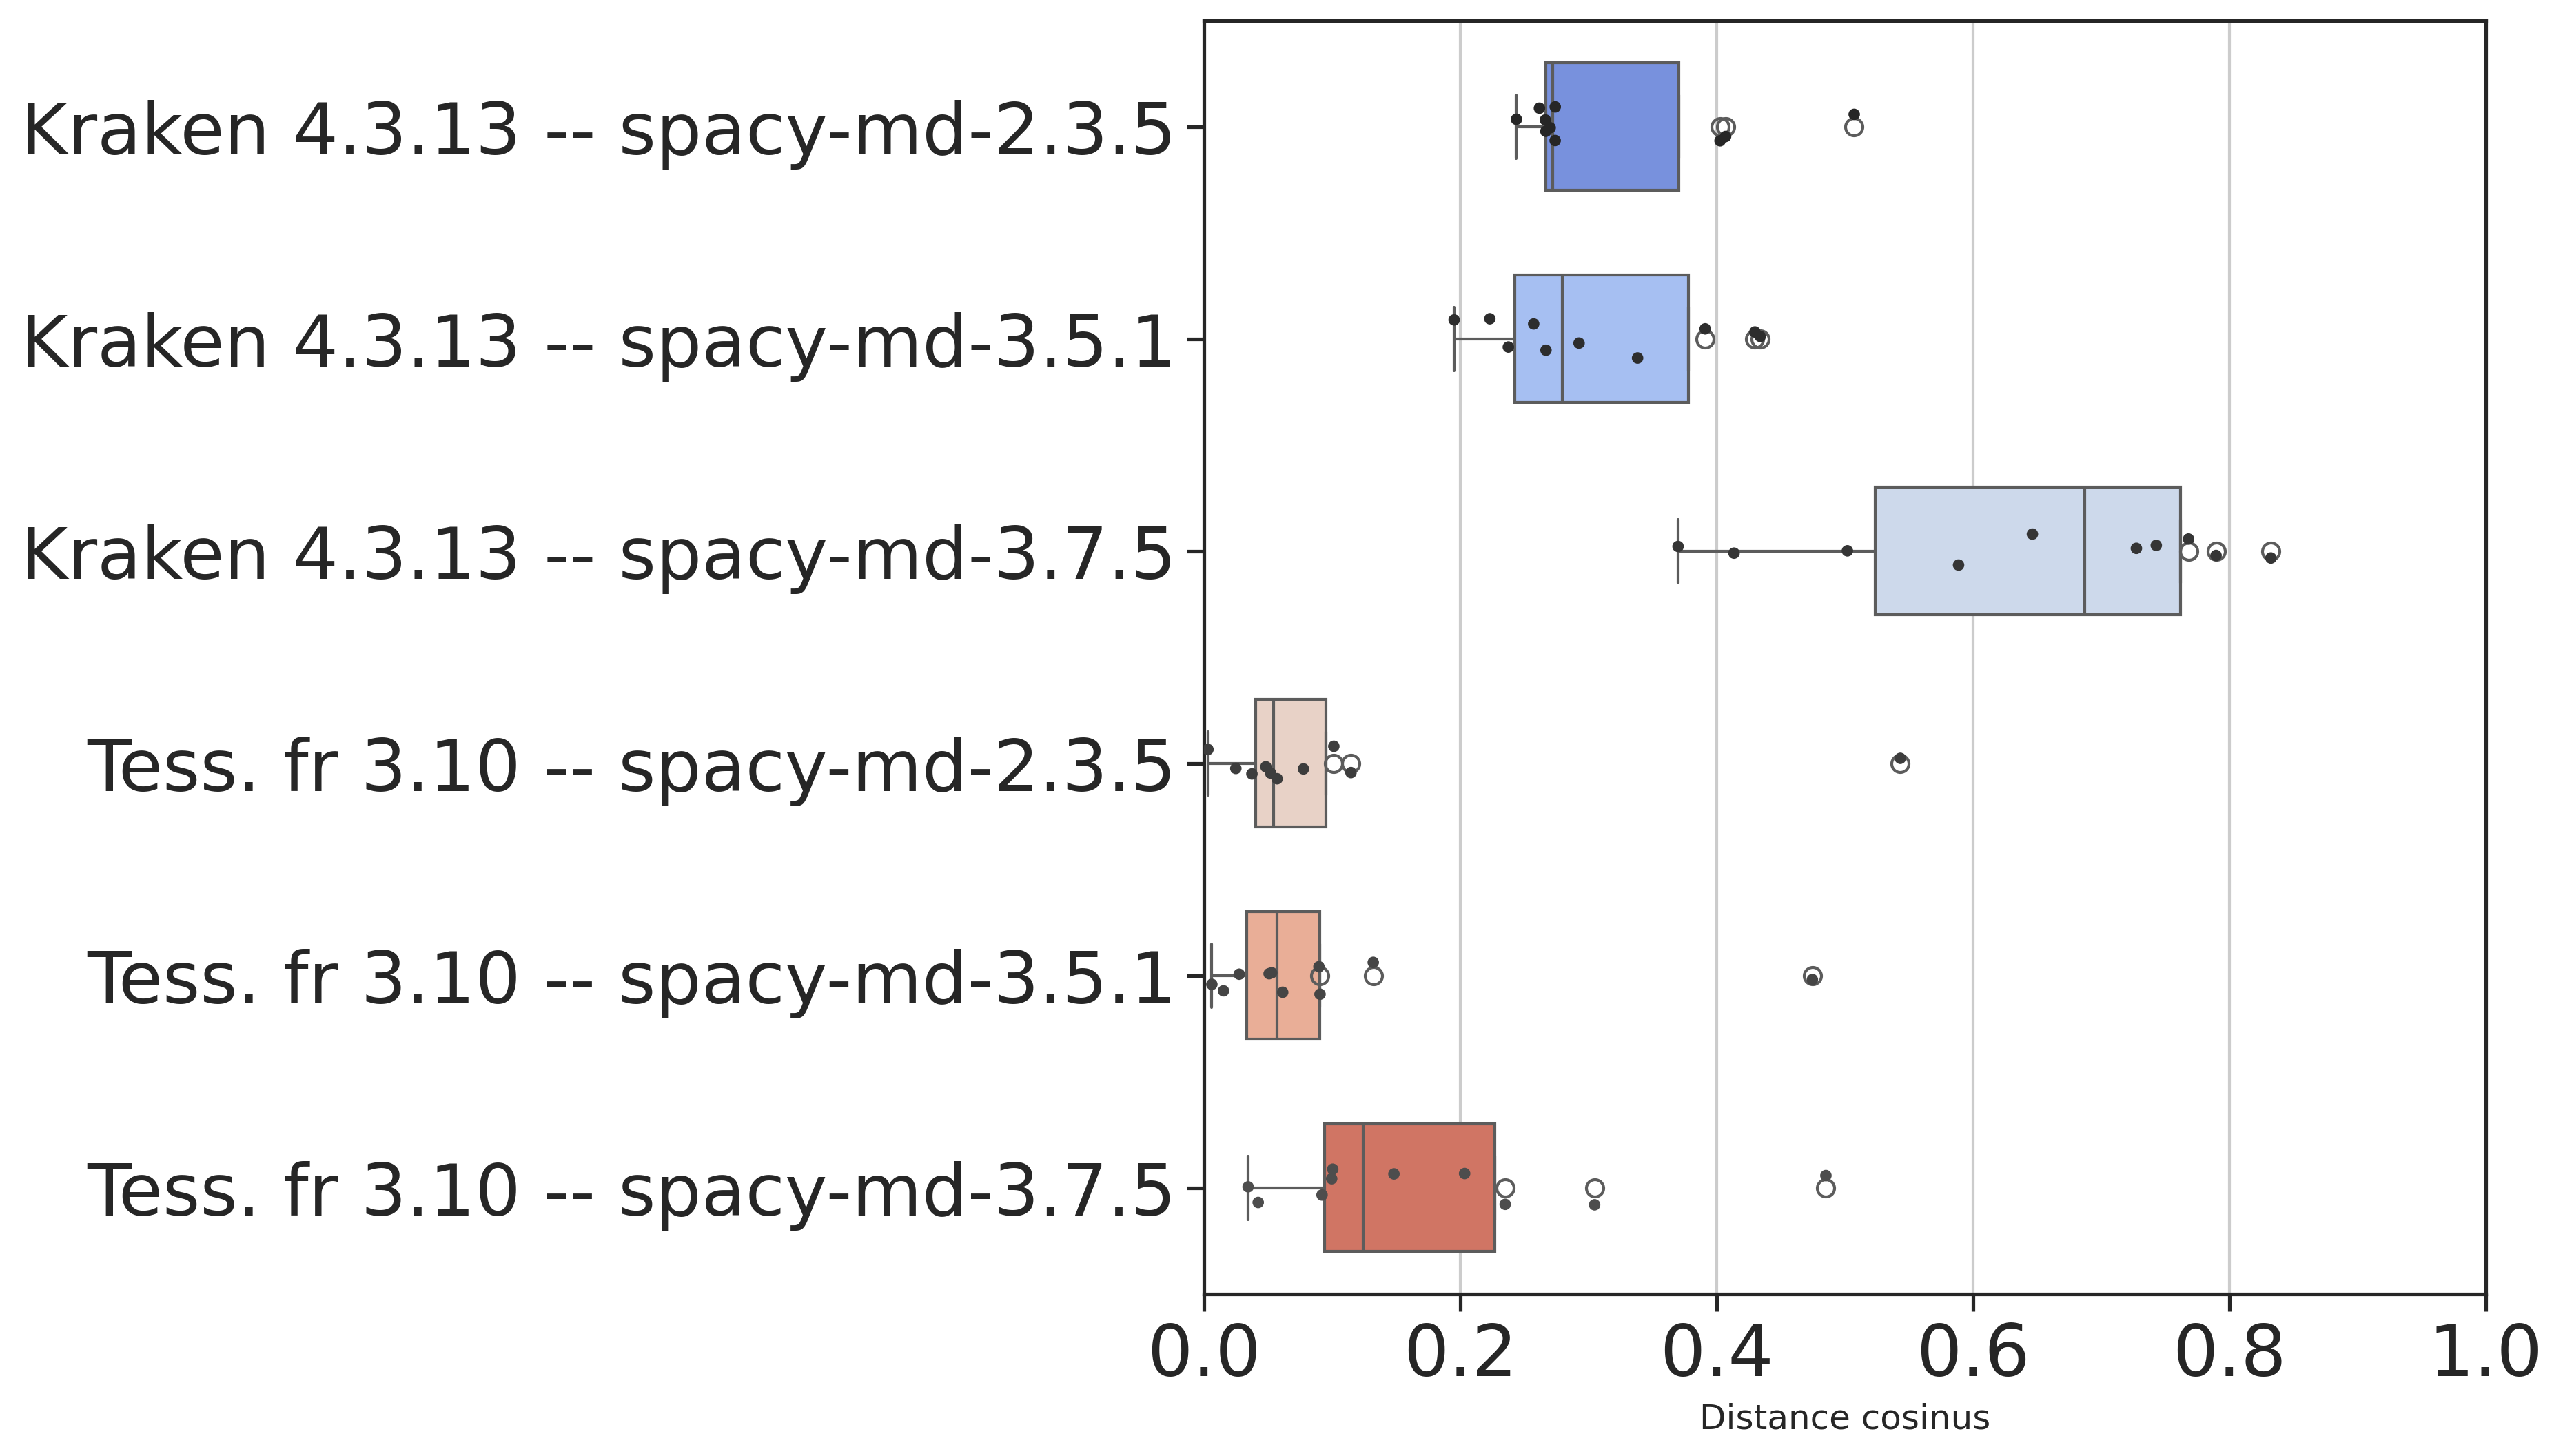 Kraken 4.3.13 -- spacy-md-2.3.5
Kraken 4.3.13 -- spacy-md-3.5.1
Kraken 4.3.13 -- spacy-md-3.7.5
Tess. fr 3.10 -- spacy-md-2.3.5
Tess. fr 3.10 -- spacy-md-3.5.1
Tess. fr 3.10 -- spacy-md-3.7.5
0.0 0.2 0.4 0.6 0.8 1.0
Distance cosinus